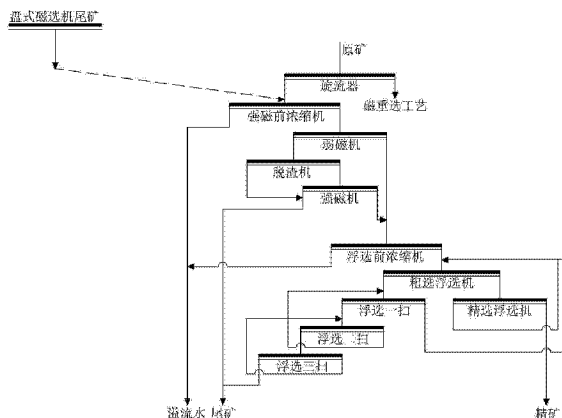 盘式磁选机尾矿
原矿
旋流器
磁重选工艺
强磁前浓缩机
弱磁机
脱渣机
强磁机
浮选前浓缩机
粗选浮选机
浮选一扫
精选浮选机
浮选二扫
浮选三扫
溢流水 尾矿
精矿